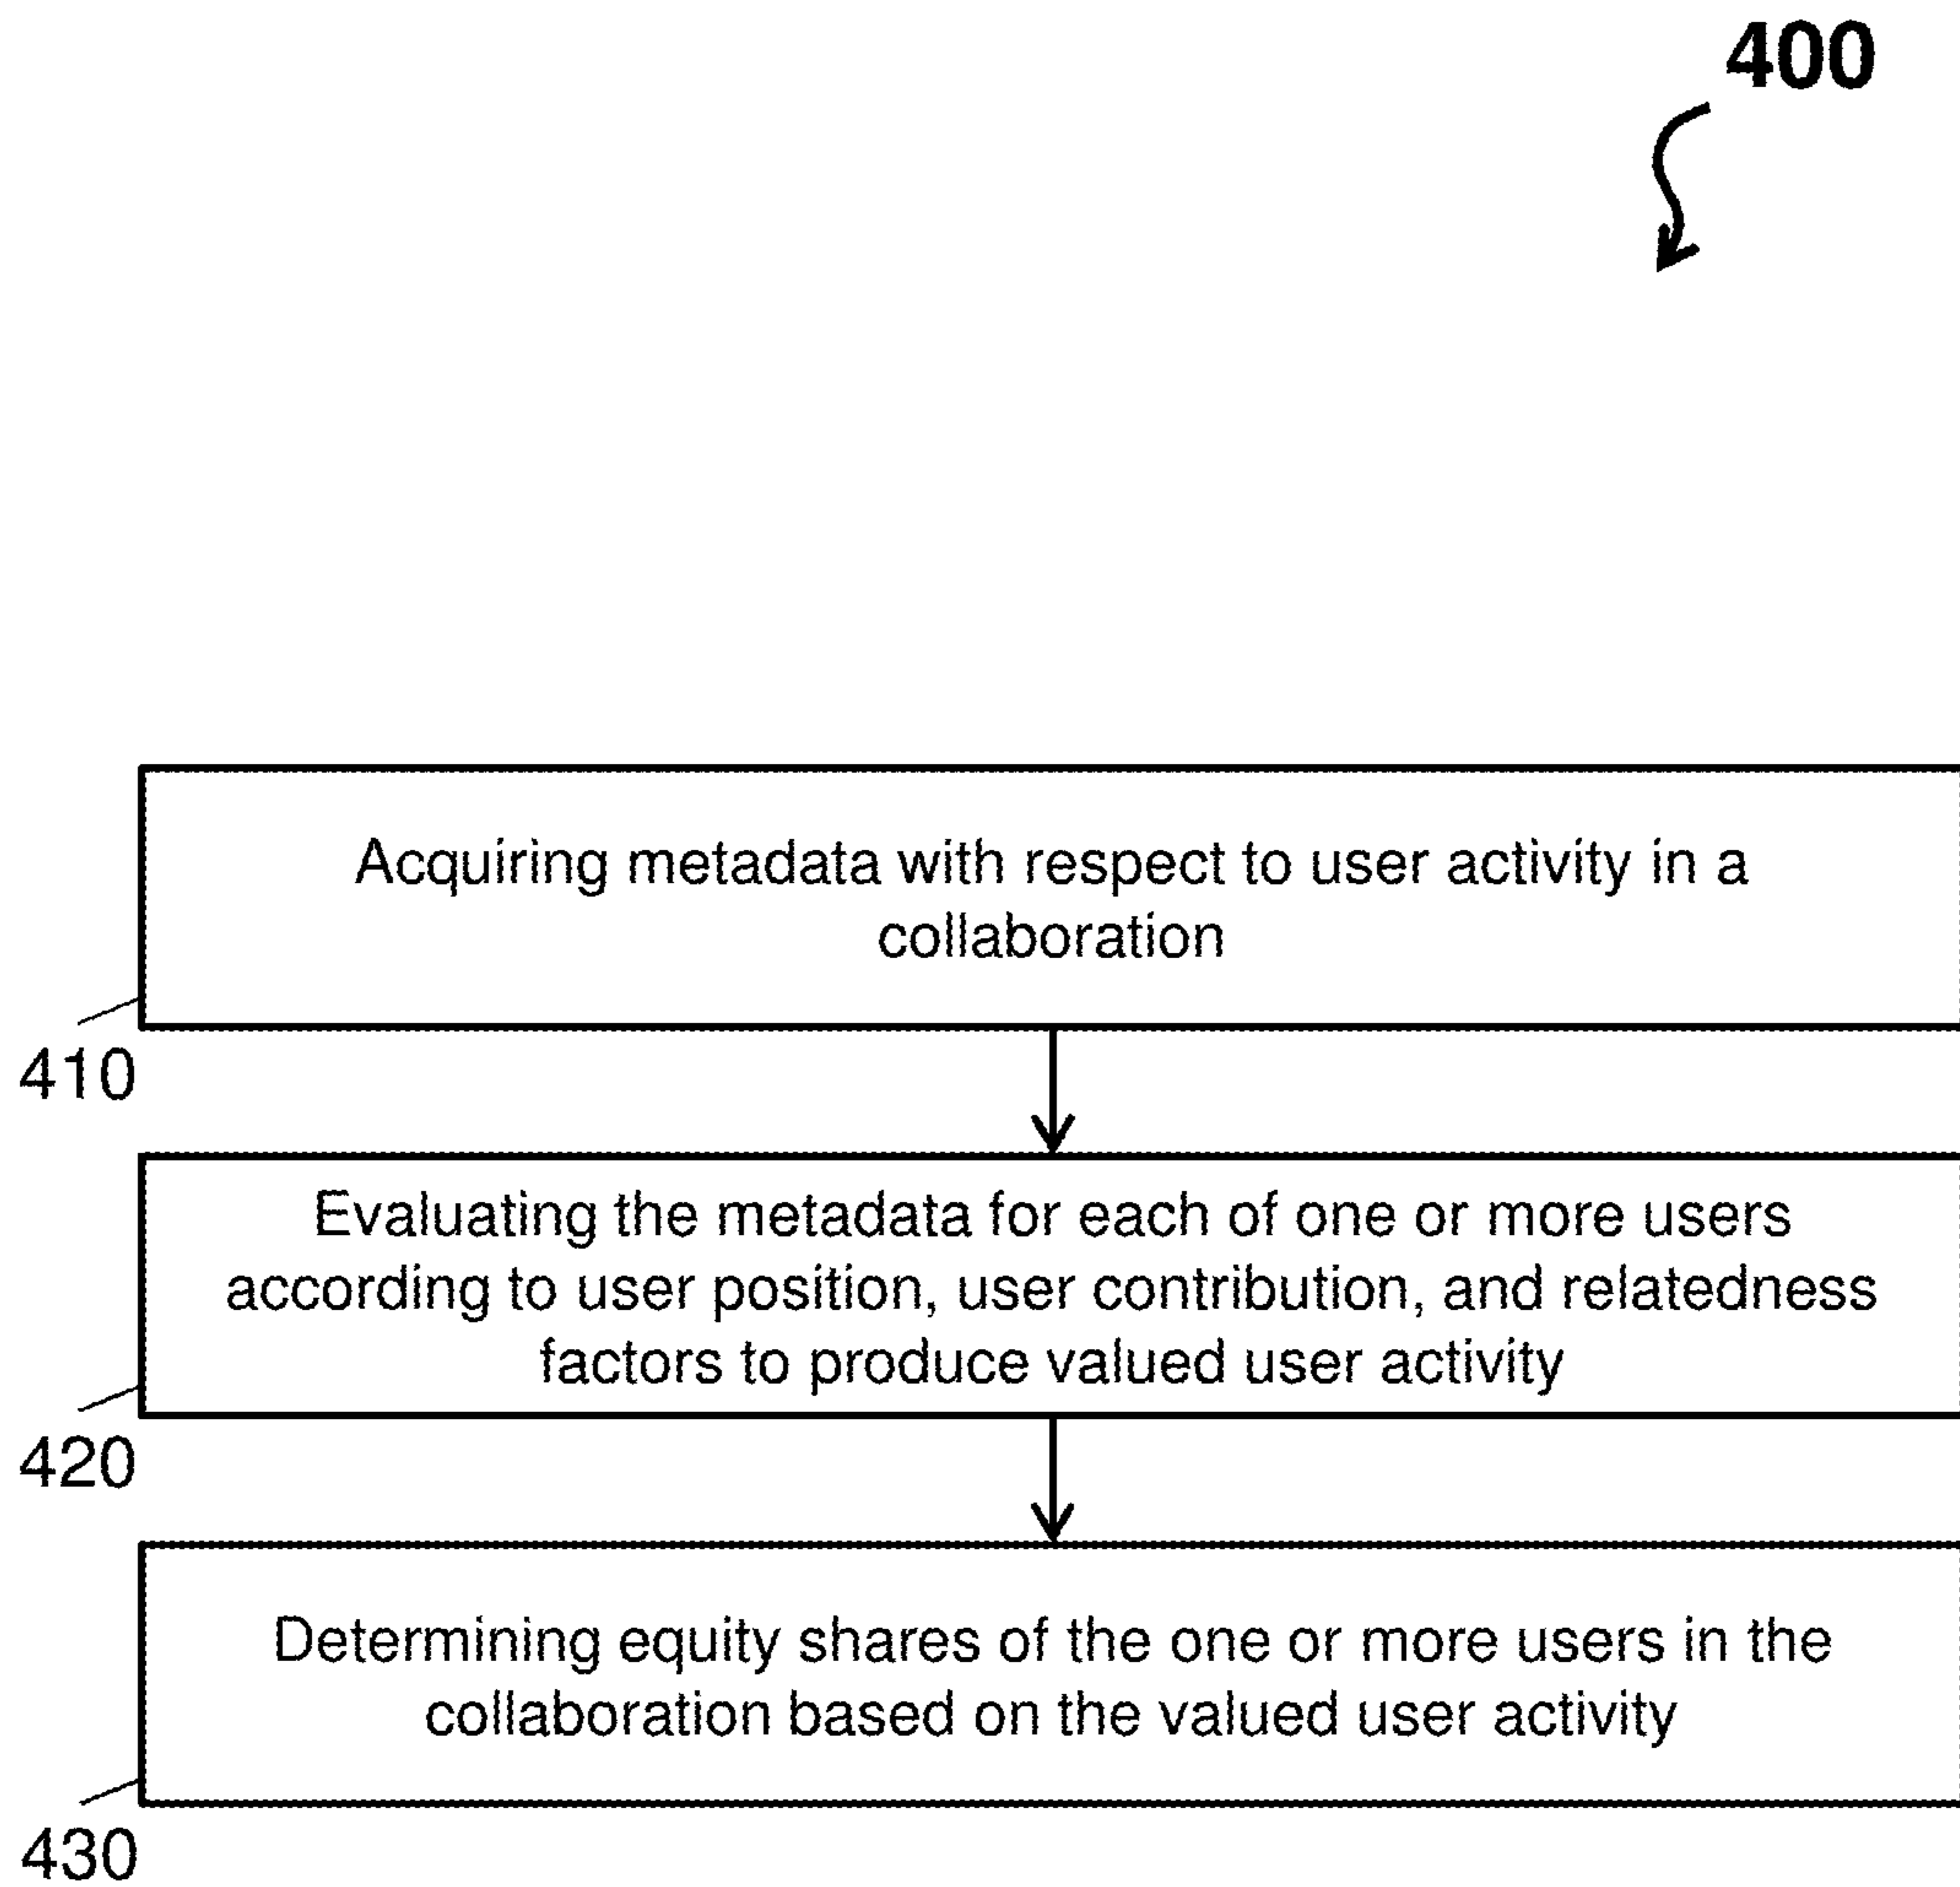 400
Acquiring metadata with respect to user activity in a
collaboration
410
Evaluating the metadata for each of one or more users
according to user position, user contribution, and relatedness
factors to produce valued user activity
420
Determining equity shares of the one or more users in the
collaboration based on the valued user activity
430